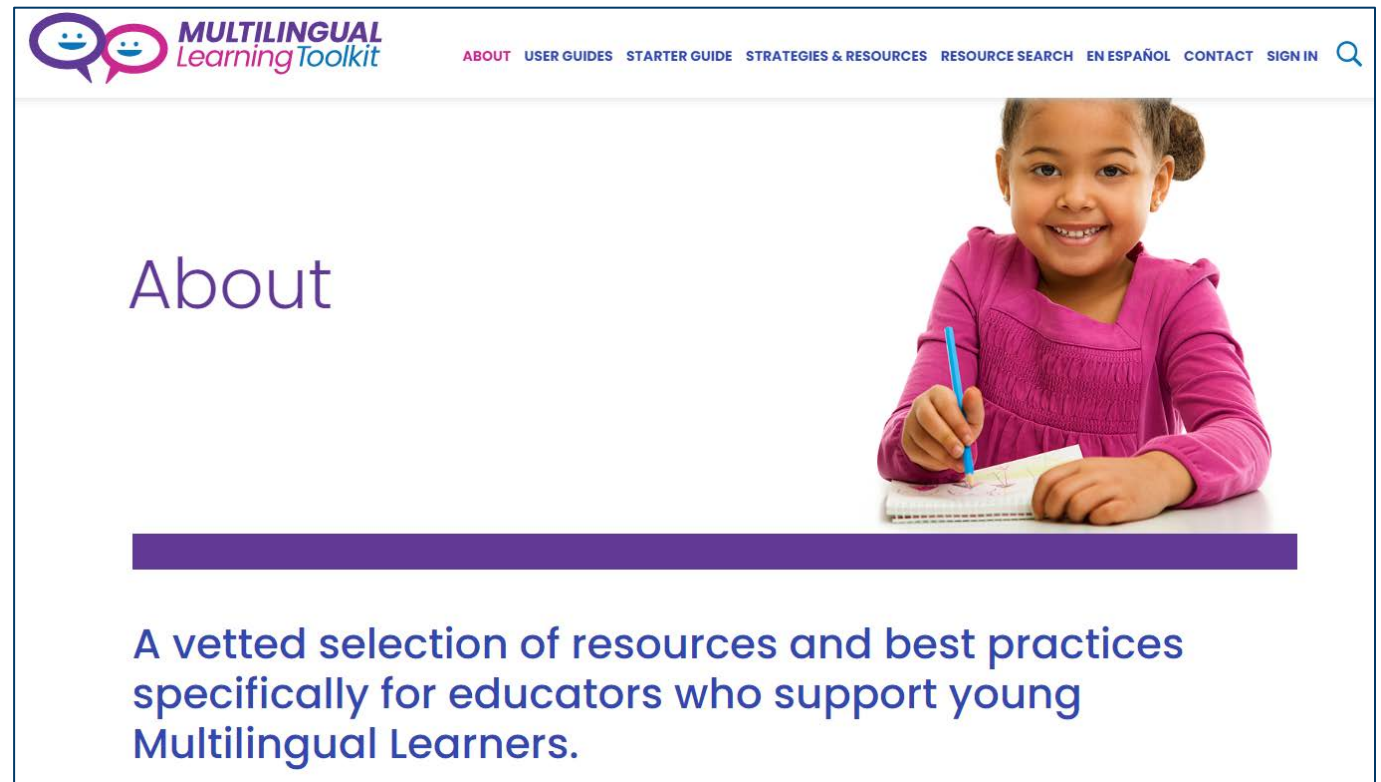 MULTILINGUAL
Learning Toolkit
ABOUT USER GUIDES STARTER GUIDE STRATEGIES & RESOURCES RESOURCE SEARCH EN ESPAÑOL CONTACT SIGN IN
About
A vetted selection of resources and best practices
specifically for educators who support young
Multilingual Learners.